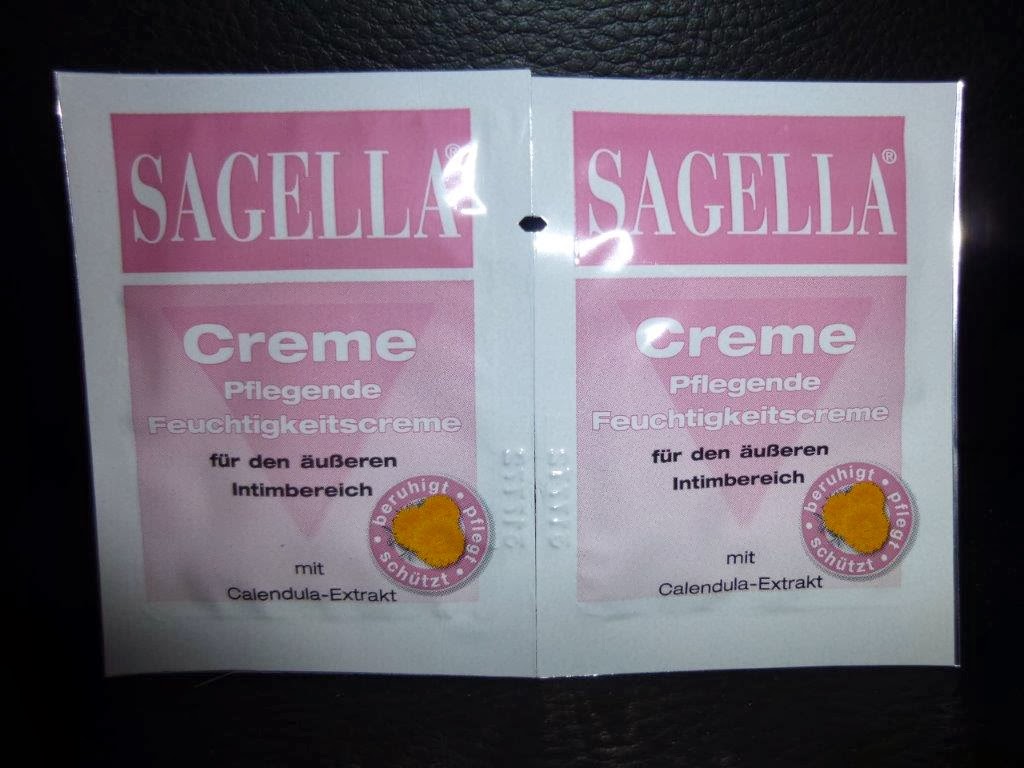 SAGELLA®
Creme
Pflegende
Feuchtigkeitscreme
für den äußeren
Intimbereich
beruhigt • pflegt • schützt •
mit
Calendula-Extrakt
SAGELLA®
Creme
Pflegende
Feuchtigkeitscreme
für den äußeren
Intimbereich
beruhigt • pflegt • schützt •
mit
Calendula-Extrakt